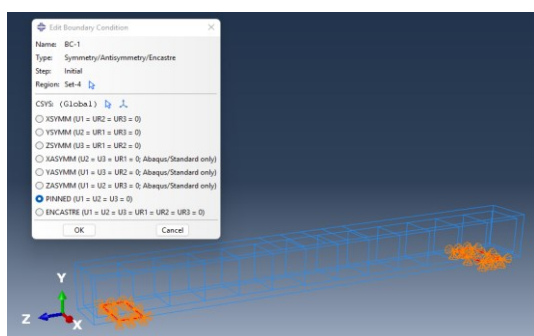 Edit Boundary Condition
Name: BC-1
Type: Symmetry/Antisymmetry/Encastre
Step: Initial
Region: Set-4
CSYS: (Global)
XSYMM (U1 = UR2 = UR3 = 0)
YSYMM (U2 = UR1 = UR3 = 0)
ZSYMM (U3 = UR1 = UR2 = 0)
XASYMM (U2 = U3 = UR1 = 0; Abaqus/Standard only)
YASYMM (U1 = U3 = UR2 = 0; Abaqus/Standard only)
ZASYMM (U1 = U2 = UR3 = 0; Abaqus/Standard only)
PINNED (U1 = U2 = U3 = 0)
ENCASTRE (U1 = U2 = U3 = UR1 = UR2 = UR3 = 0)
OK Cancel
Y
Z X